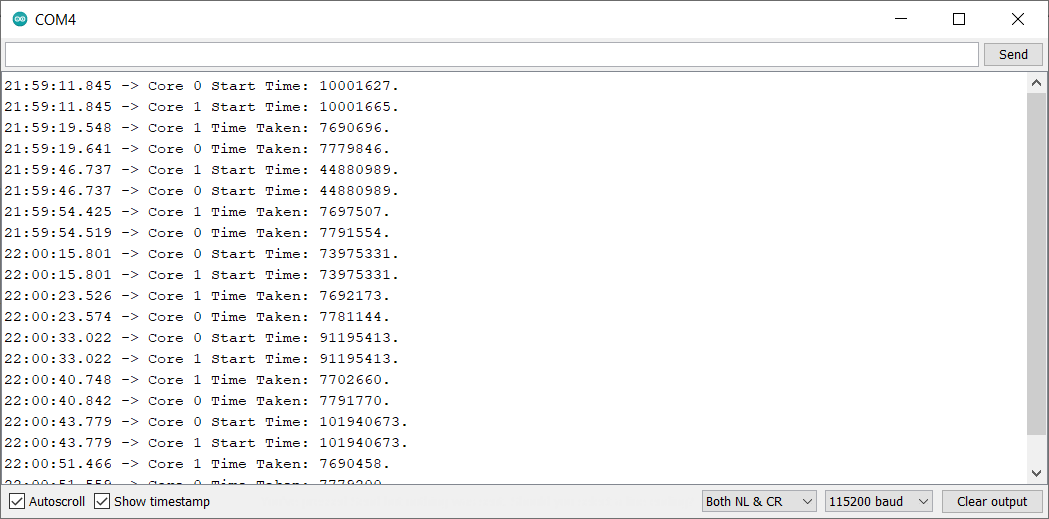 COM4
Send
21:59:11.845 -> Core 0 Start Time: 10001627.
21:59:11.845 -> Core 1 Start Time: 10001665.
21:59:19.548 -> Core 1 Time Taken: 7690696.
21:59:19.641 -> Core 0 Time Taken: 7779846.
21:59:46.737 -> Core 1 Start Time: 44880989.
21:59:46.737 -> Core 0 Start Time: 44880989.
21:59:54.425 -> Core 1 Time Taken: 7697507.
21:59:54.519 -> Core 0 Time Taken: 7791554.
22:00:15.801 -> Core 0 Start Time: 73975331.
22:00:15.801 -> Core 1 Start Time: 73975331.
22:00:23.526 -> Core 1 Time Taken: 7692173.
22:00:23.574 -> Core 0 Time Taken: 7781144.
22:00:33.022 -> Core 0 Start Time: 91195413.
22:00:33.022 -> Core 1 Start Time: 91195413.
22:00:40.748 -> Core 1 Time Taken: 7702660.
22:00:40.842 -> Core 0 Time Taken: 7791770.
22:00:43.779 -> Core 0 Start Time: 101940673.
22:00:43.779 -> Core 1 Start Time: 101940673.
22:00:51.466 -> Core 1 Time Taken: 7690458.
-> Core 0 Time Taken:
Autoscroll Show timestamp Both NL & CR 115200 baud Clear output